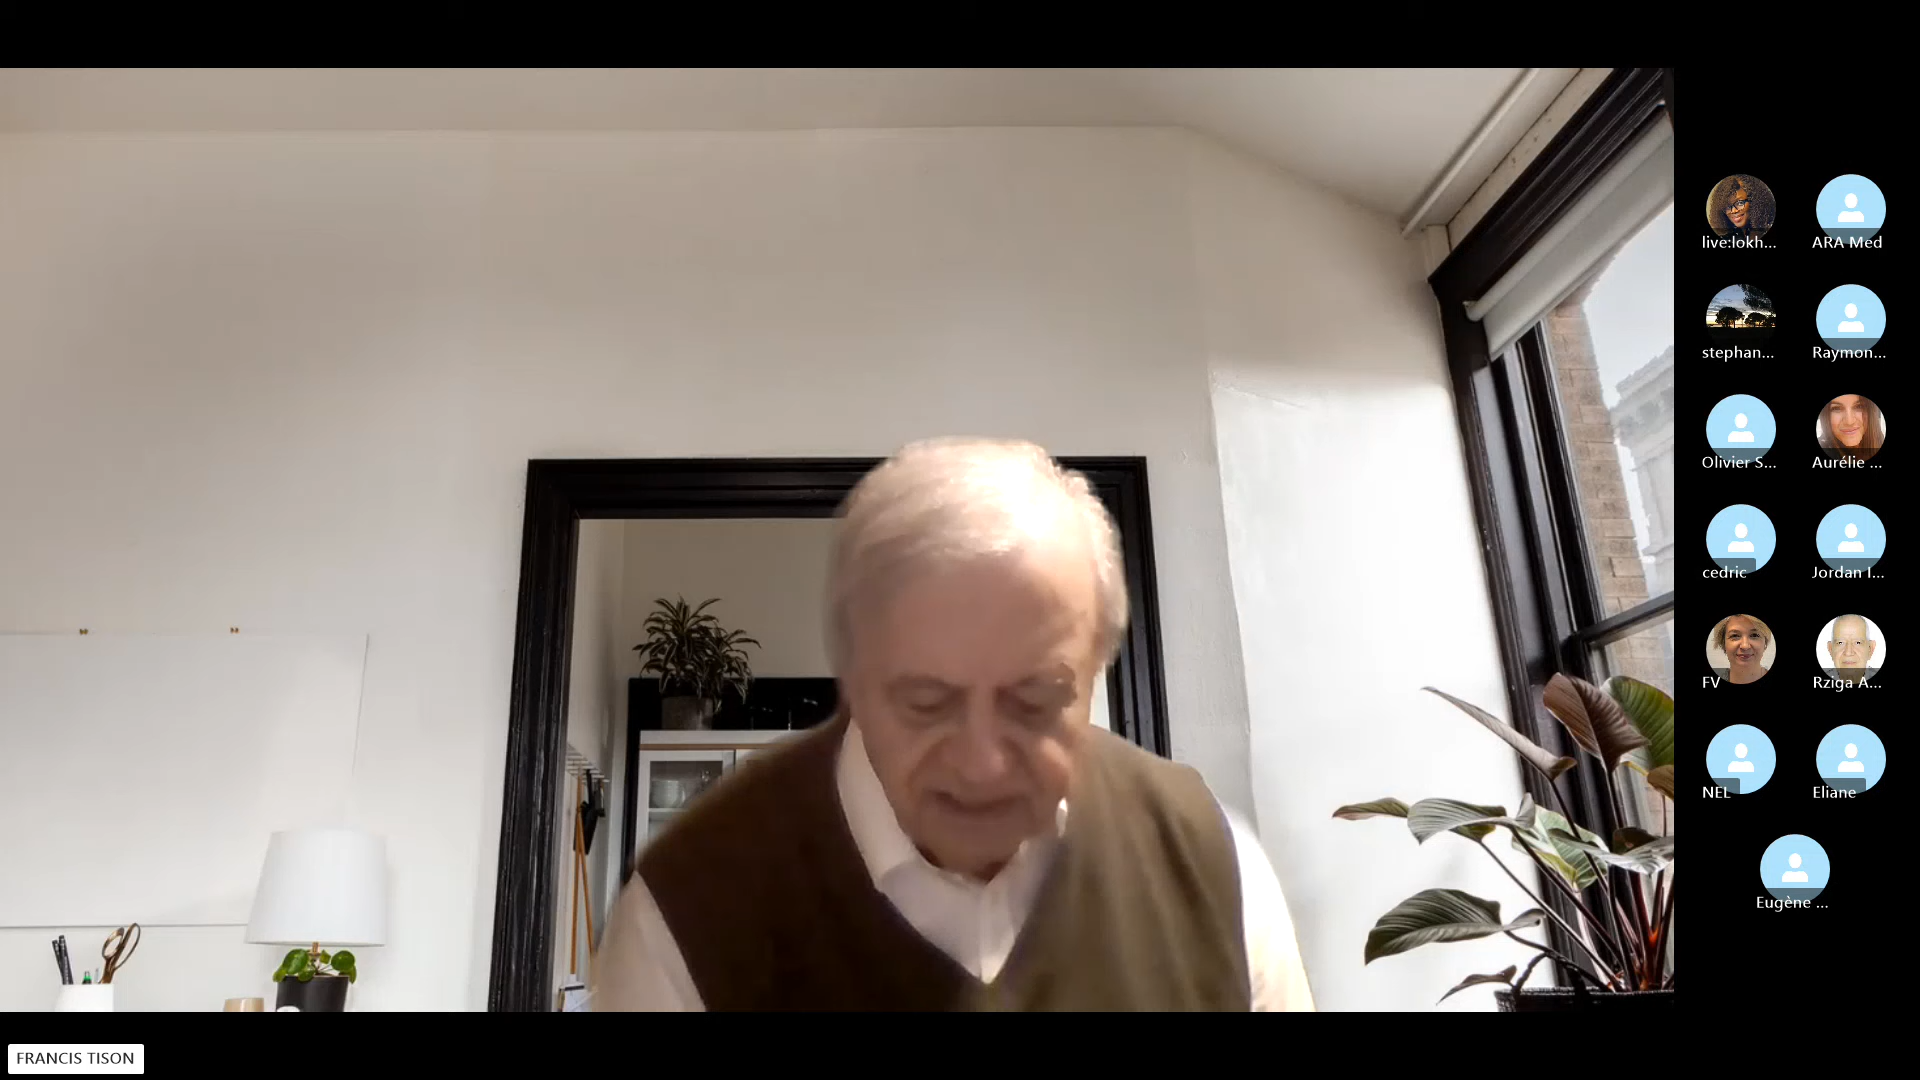 live:lokh...
ARA Med
stephan...
Raymon...
Olivier S...
Aurélie ...
cedric
Jordan I...
FV
Rziga A...
NEL
Eliane
Eugène ...
FRANCIS TISON